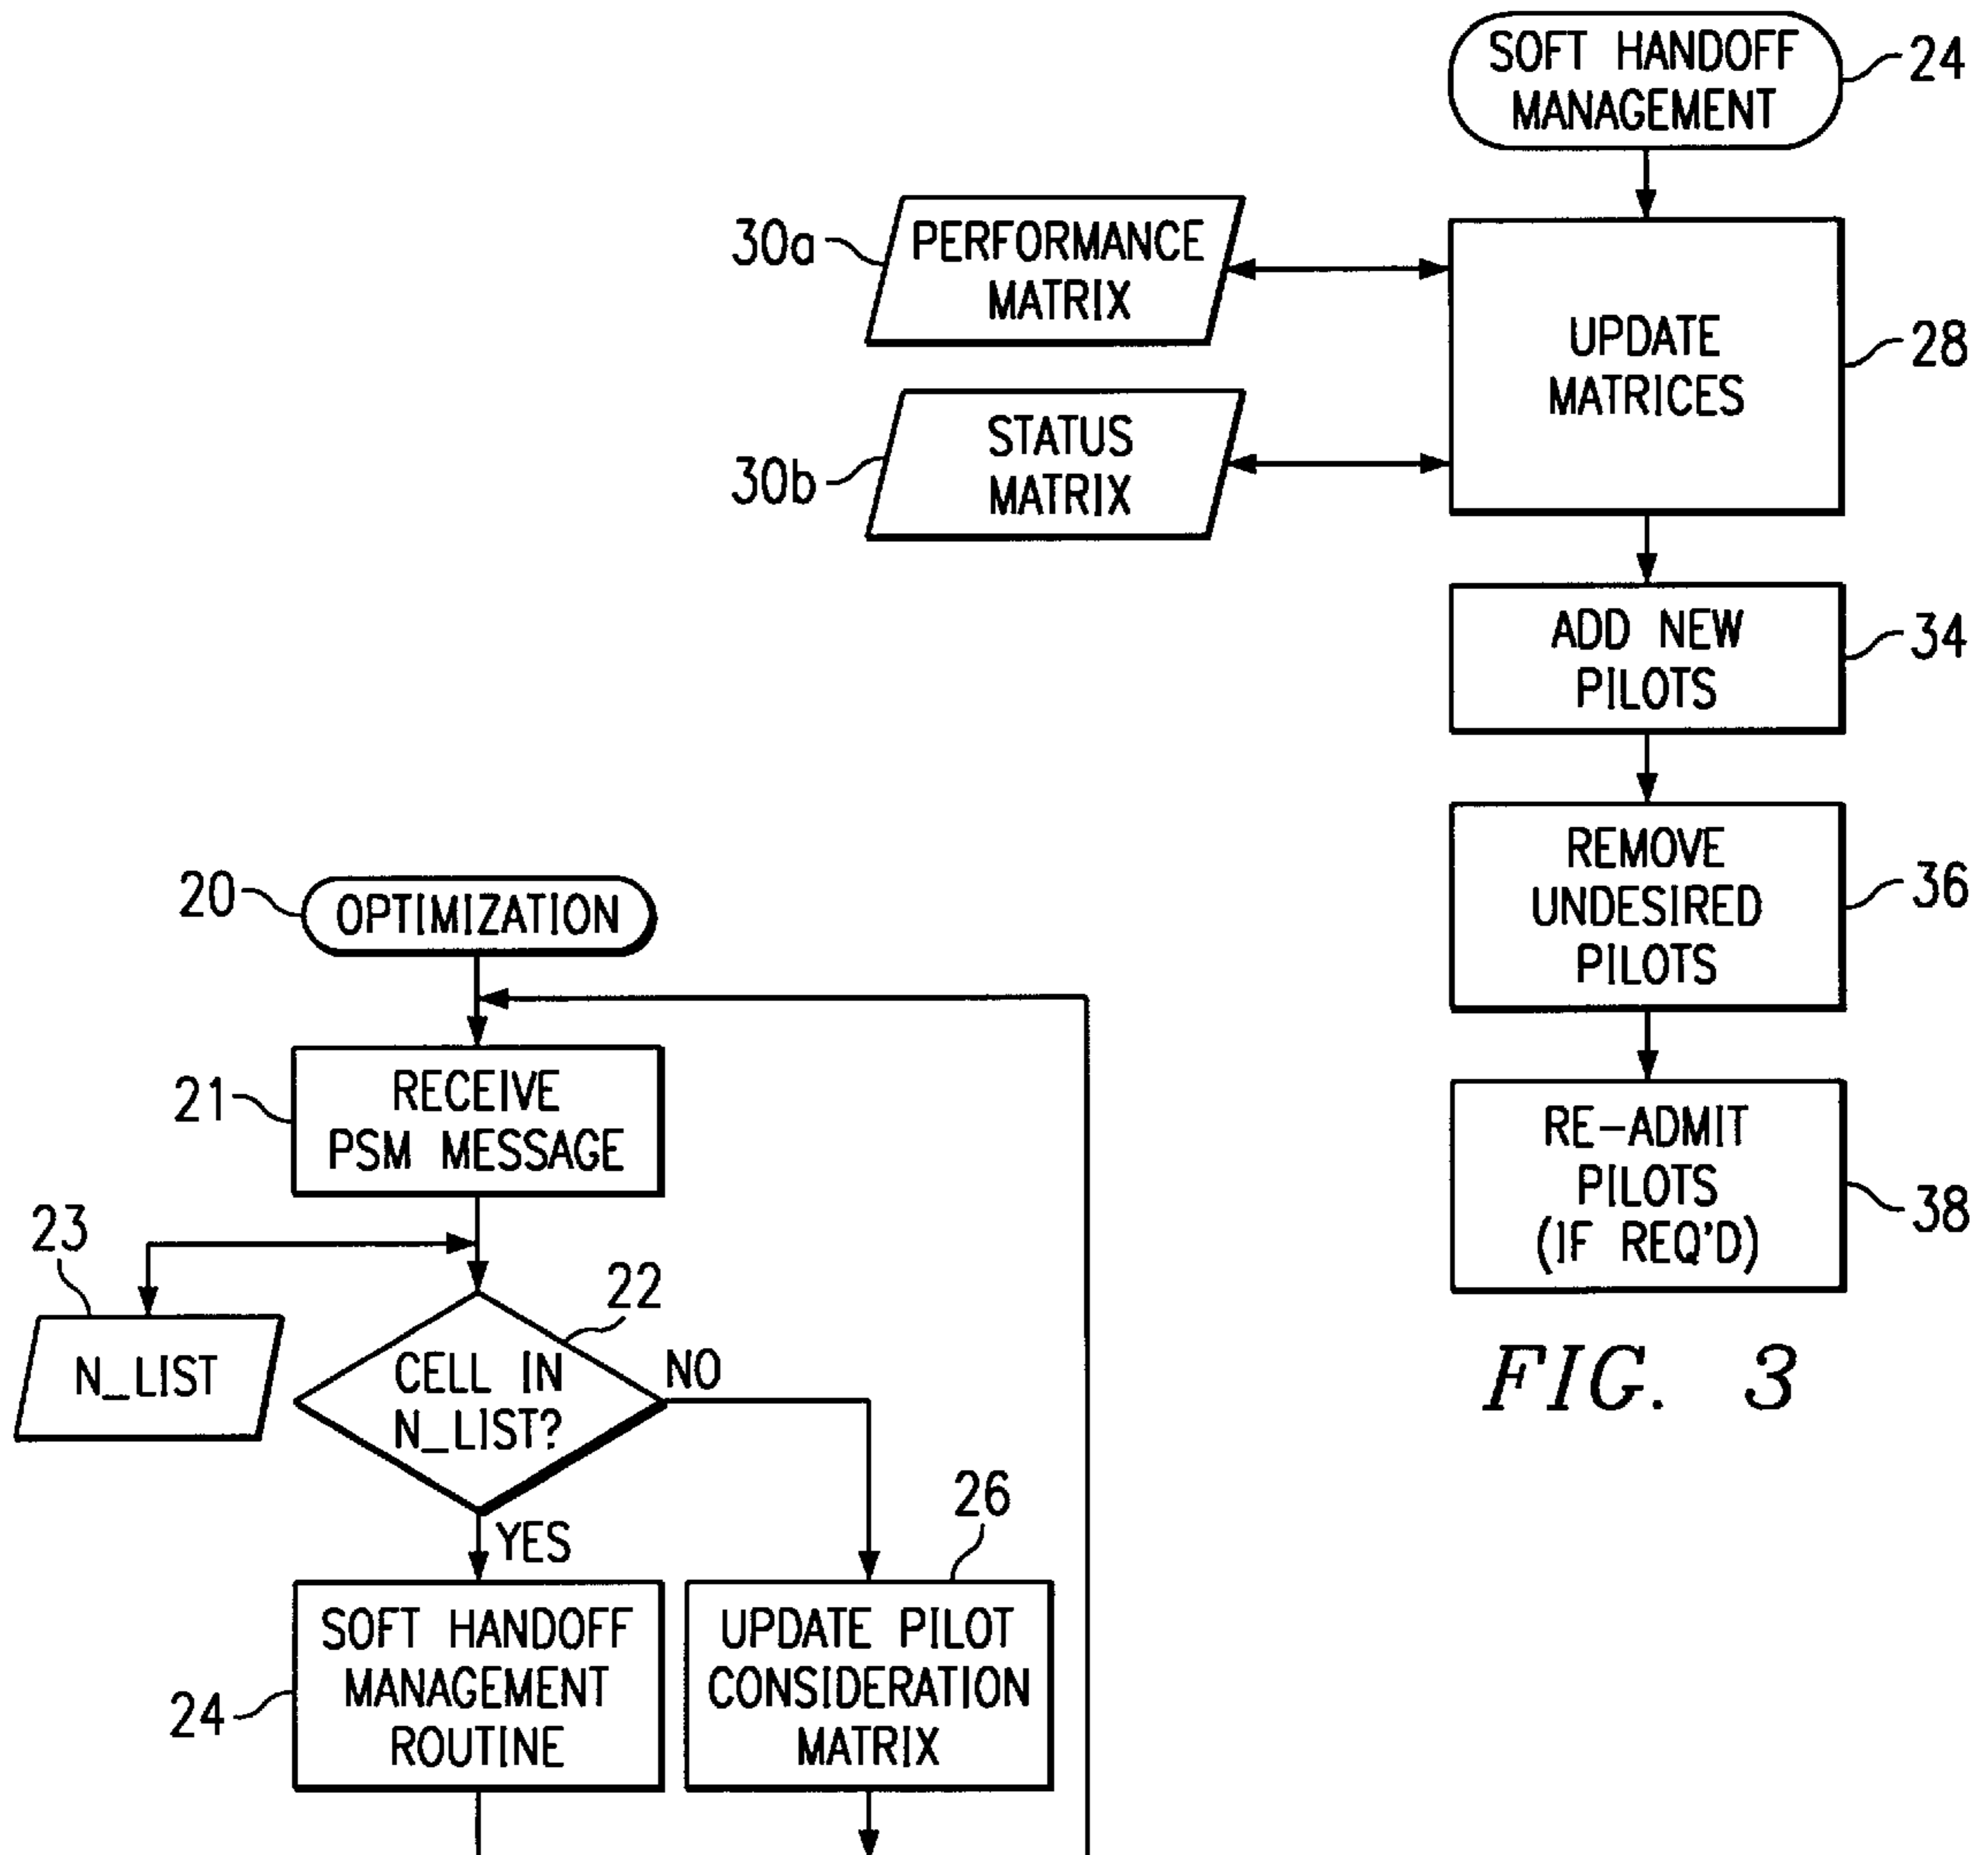 SOFT HANDOFF
MANAGEMENT
24
30a
PERFORMANCE
MATRIX
UPDATE
MATRICES
28
30b
STATUS
MATRIX
ADD NEW
PILOTS
34
REMOVE
UNDESIRED
PILOTS
36
RE-ADMIT
PILOTS
(IF REQ'D)
38
FIG. 3
20
OPTIMIZATION
21
RECEIVE
PSM MESSAGE
23
N_LIST
22
CELL IN
N_LIST?
NO
YES
26
24
SOFT HANDOFF
MANAGEMENT
ROUTINE
UPDATE PILOT
CONSIDERATION
MATRIX